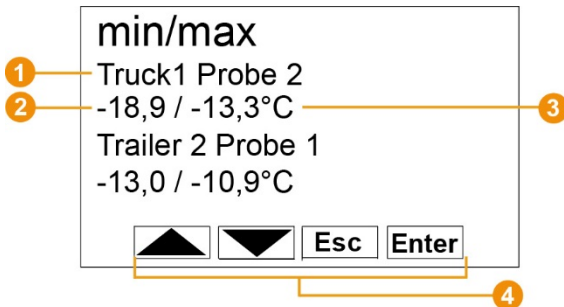 min/max
1 Truck1 Probe 2
2 -18,9 / -13,3°C 3
Trailer 2 Probe 1
-13,0 / -10,9°C
Esc Enter
4